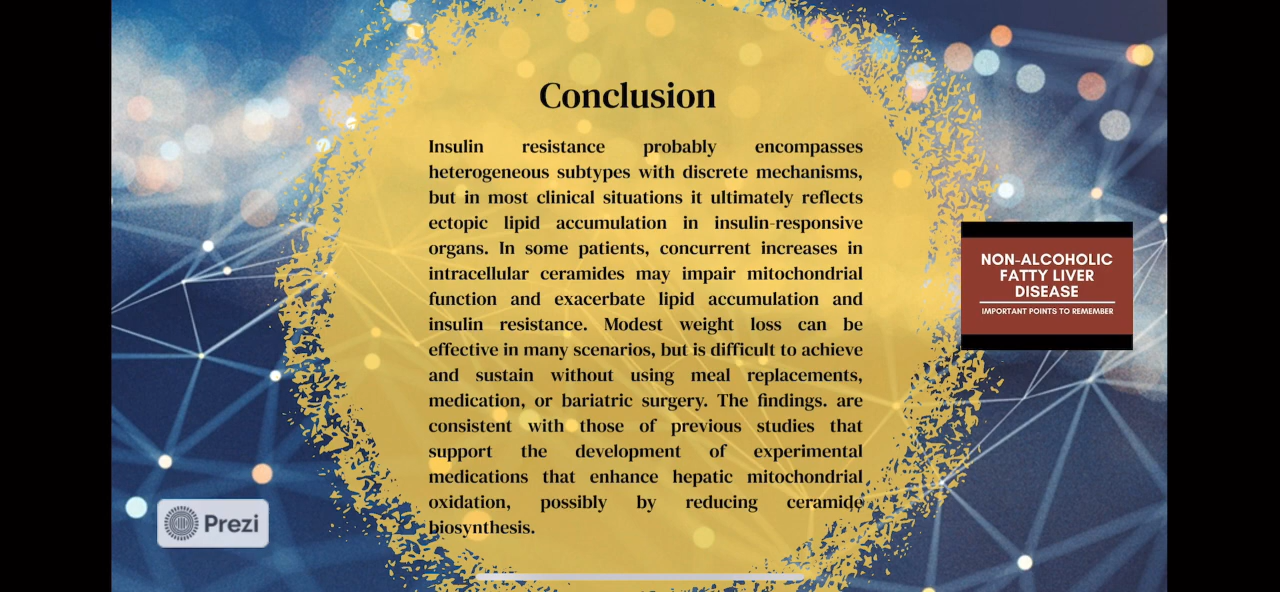 Conclusion
Insulin resistance probably encompasses
heterogeneous subtypes with discrete mechanisms,
but in most clinical situations it ultimately reflects
ectopic lipid accumulation in insulin-responsive
organs. In some patients, concurrent increases in
intracellular ceramides may impair mitochondrial
function and exacerbate lipid accumulation and
insulin resistance. Modest weight loss can be
effective in many scenarios, but is difficult to achieve
and sustain without using meal replacements,
medication, or bariatric surgery. The findings. are
consistent with those of previous studies that
support the development of experimental
medications that enhance hepatic mitochondrial
oxidation, possibly by reducing ceramide
biosynthesis.
NON-ALCOHOLIC
FATTY LIVER
DISEASE
IMPORTANT POINTS TO REMEMBER
Prezi